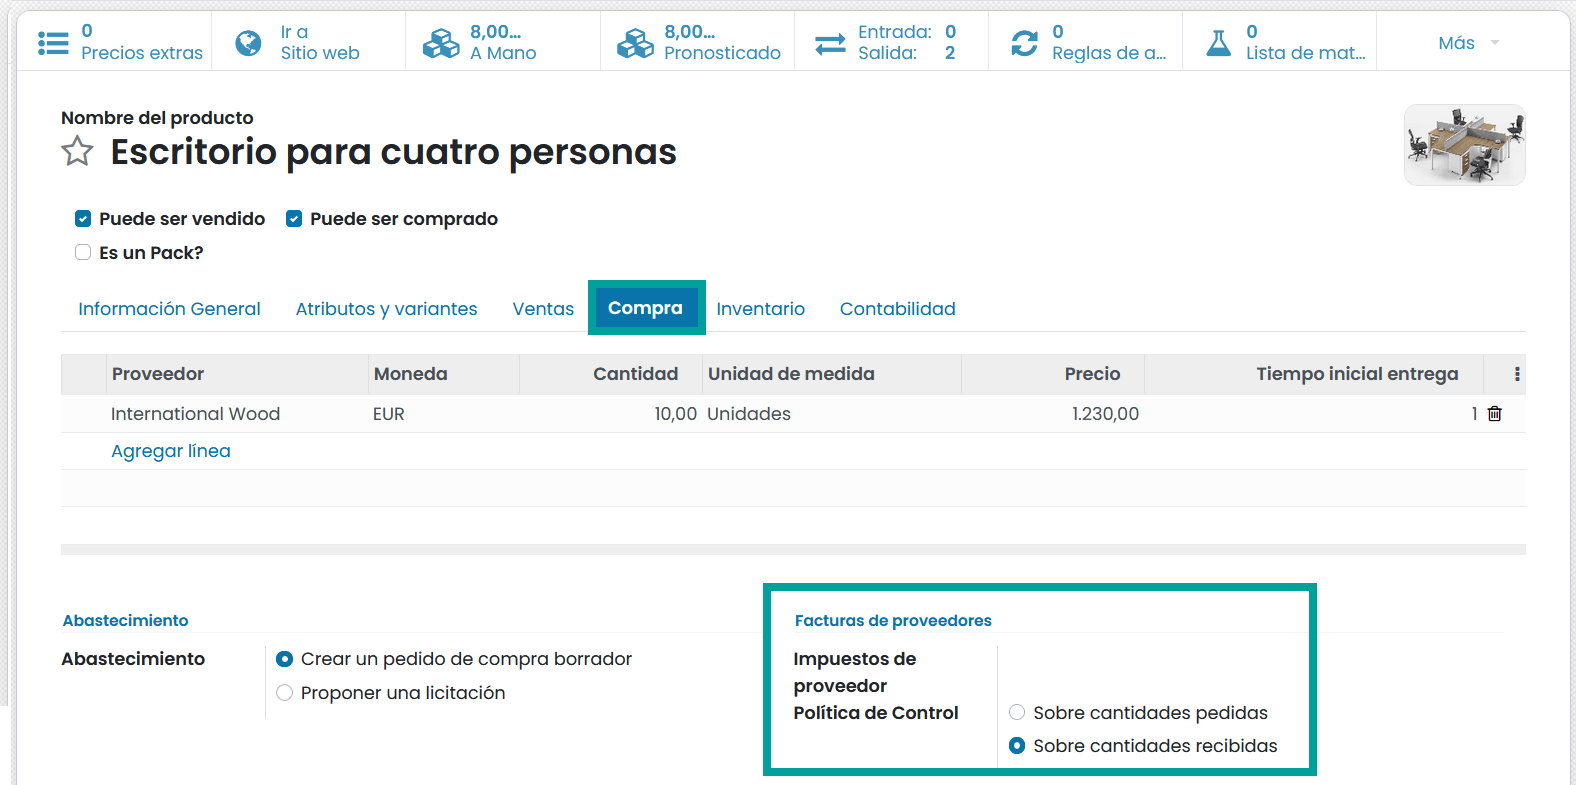 0
Precios extras
Ir a
Sitio web
8,00...
A Mano
8,00...
Pronosticado
Entrada: 0
Salida: 2
0
Reglas de a...
0
Lista de mat...
Más
Nombre del producto
Escritorio para cuatro personas
Puede ser vendido Puede ser comprado
Es un Pack?
Información General Atributos y variantes Ventas Compra Inventario Contabilidad
Proveedor Moneda Cantidad Unidad de medida Precio Tiempo inicial entrega
International Wood EUR 10,00 Unidades 1.230,00 1
Agregar línea
Abastecimiento
Abastecimiento
Crear un pedido de compra borrador
Proponer una licitación
Facturas de proveedores
Impuestos de
proveedor
Política de Control
Sobre cantidades pedidas
Sobre cantidades recibidas